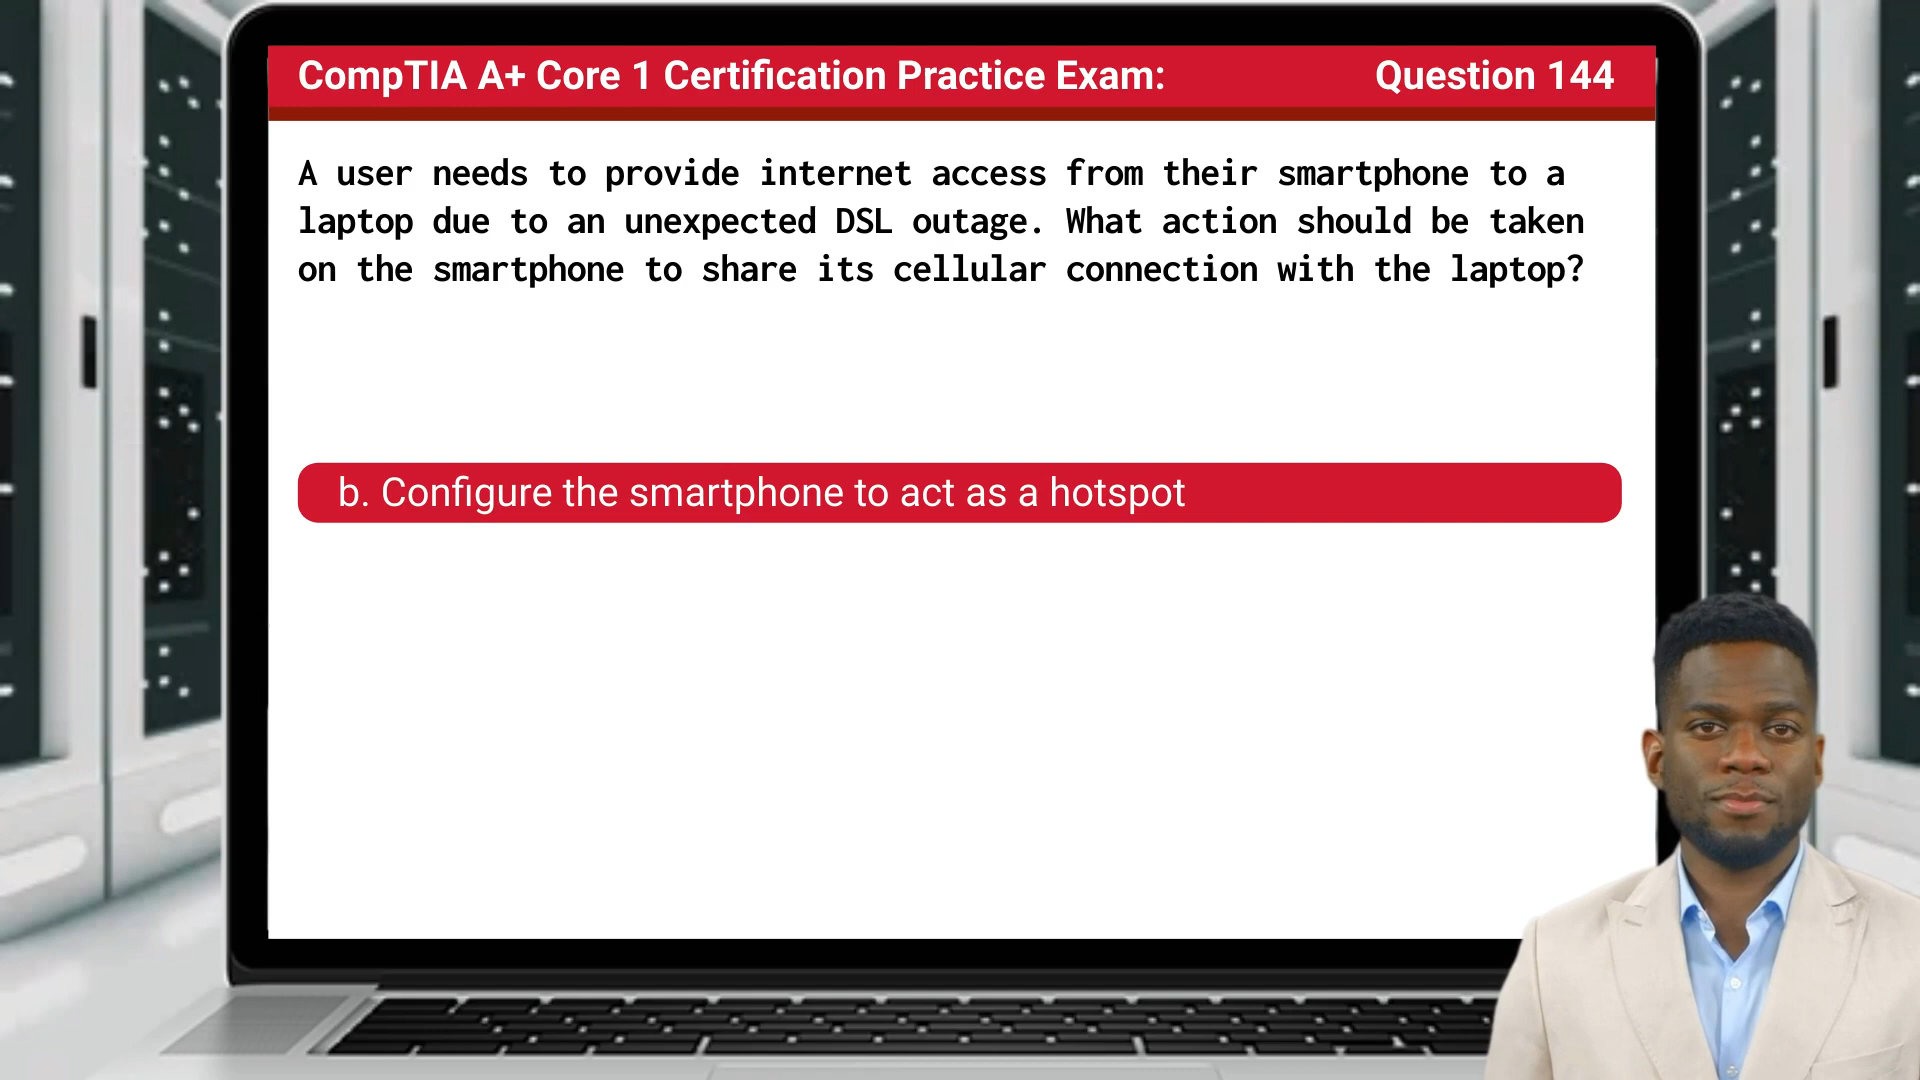 CompTIA A+ Core 1 Certification Practice Exam: Question 144
A user needs to provide internet access from their smartphone to a
laptop due to an unexpected DSL outage. What action should be taken
on the smartphone to share its cellular connection with the laptop?
b. Configure the smartphone to act as a hotspot